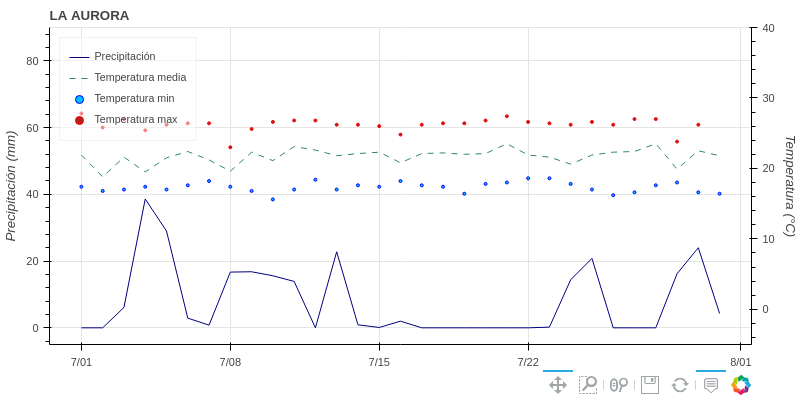 LA AURORA
Precipitación
Temperatura media
Temperatura min
Temperatura max
Precipitación (mm)
80
60
40
20
0
Temperatura (°C)
40
30
20
10
0
7/01
7/08
7/15
7/22
8/01